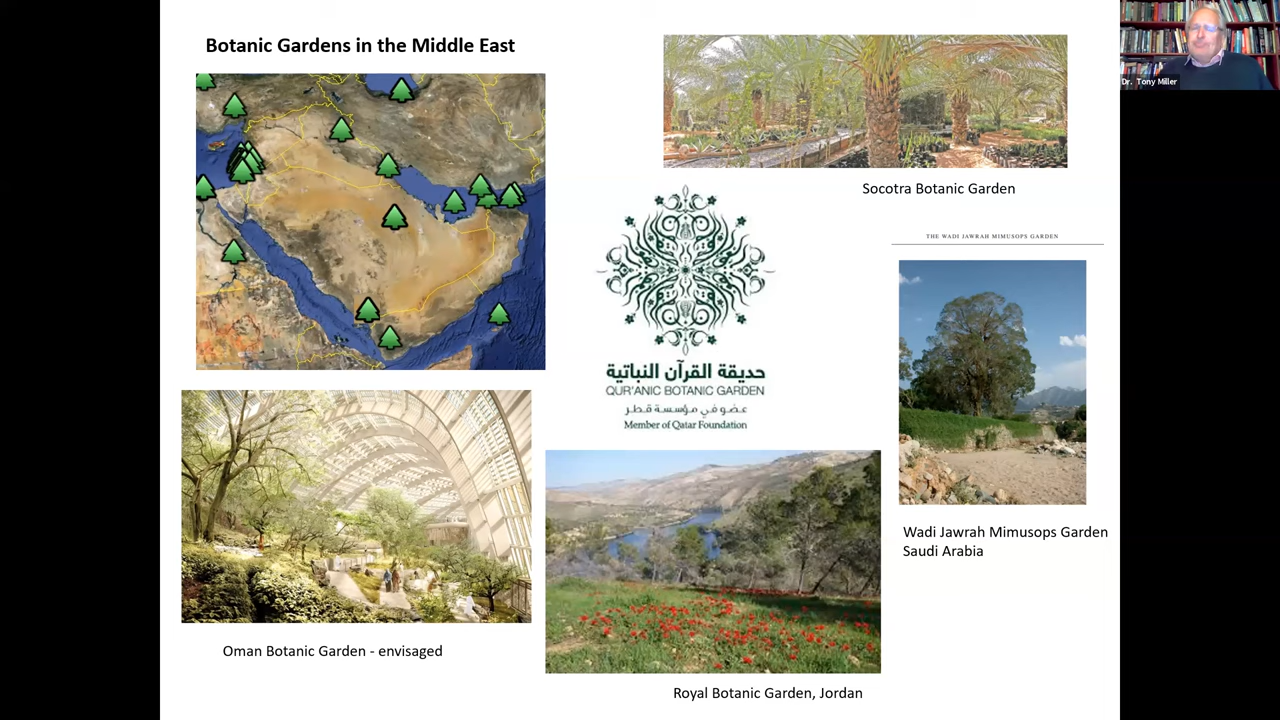 Botanic Gardens in the Middle East
Dr. Tony Miller
Socotra Botanic Garden
THE WADI JAWRAH MIMUSOPS GARDEN
حديقة القرآن النباتية
QUR'ANIC BOTANIC GARDEN
عضو في مؤسسة قطر
Member of Qatar Foundation
Wadi Jawrah Mimusops Garden
Saudi Arabia
Oman Botanic Garden - envisaged
Royal Botanic Garden, Jordan